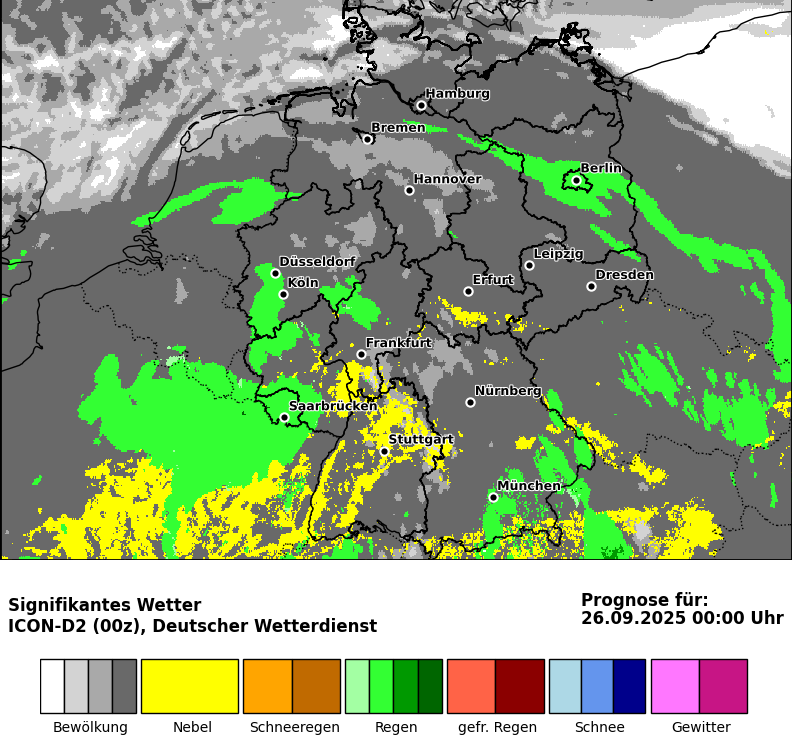 Hamburg
Bremen
Berlin
Hannover
Leipzig
Düsseldorf
Dresden
Erfurt
Köln
Frankfurt
Nürnberg
Saarbrücken
Stuttgart
München
Signifikantes Wetter
ICON-D2 (00z), Deutscher Wetterdienst
Prognose für:
26.09.2025 00:00 Uhr
Bewölkung
Nebel
Schneeregen
Regen
gefr. Regen
Schnee
Gewitter